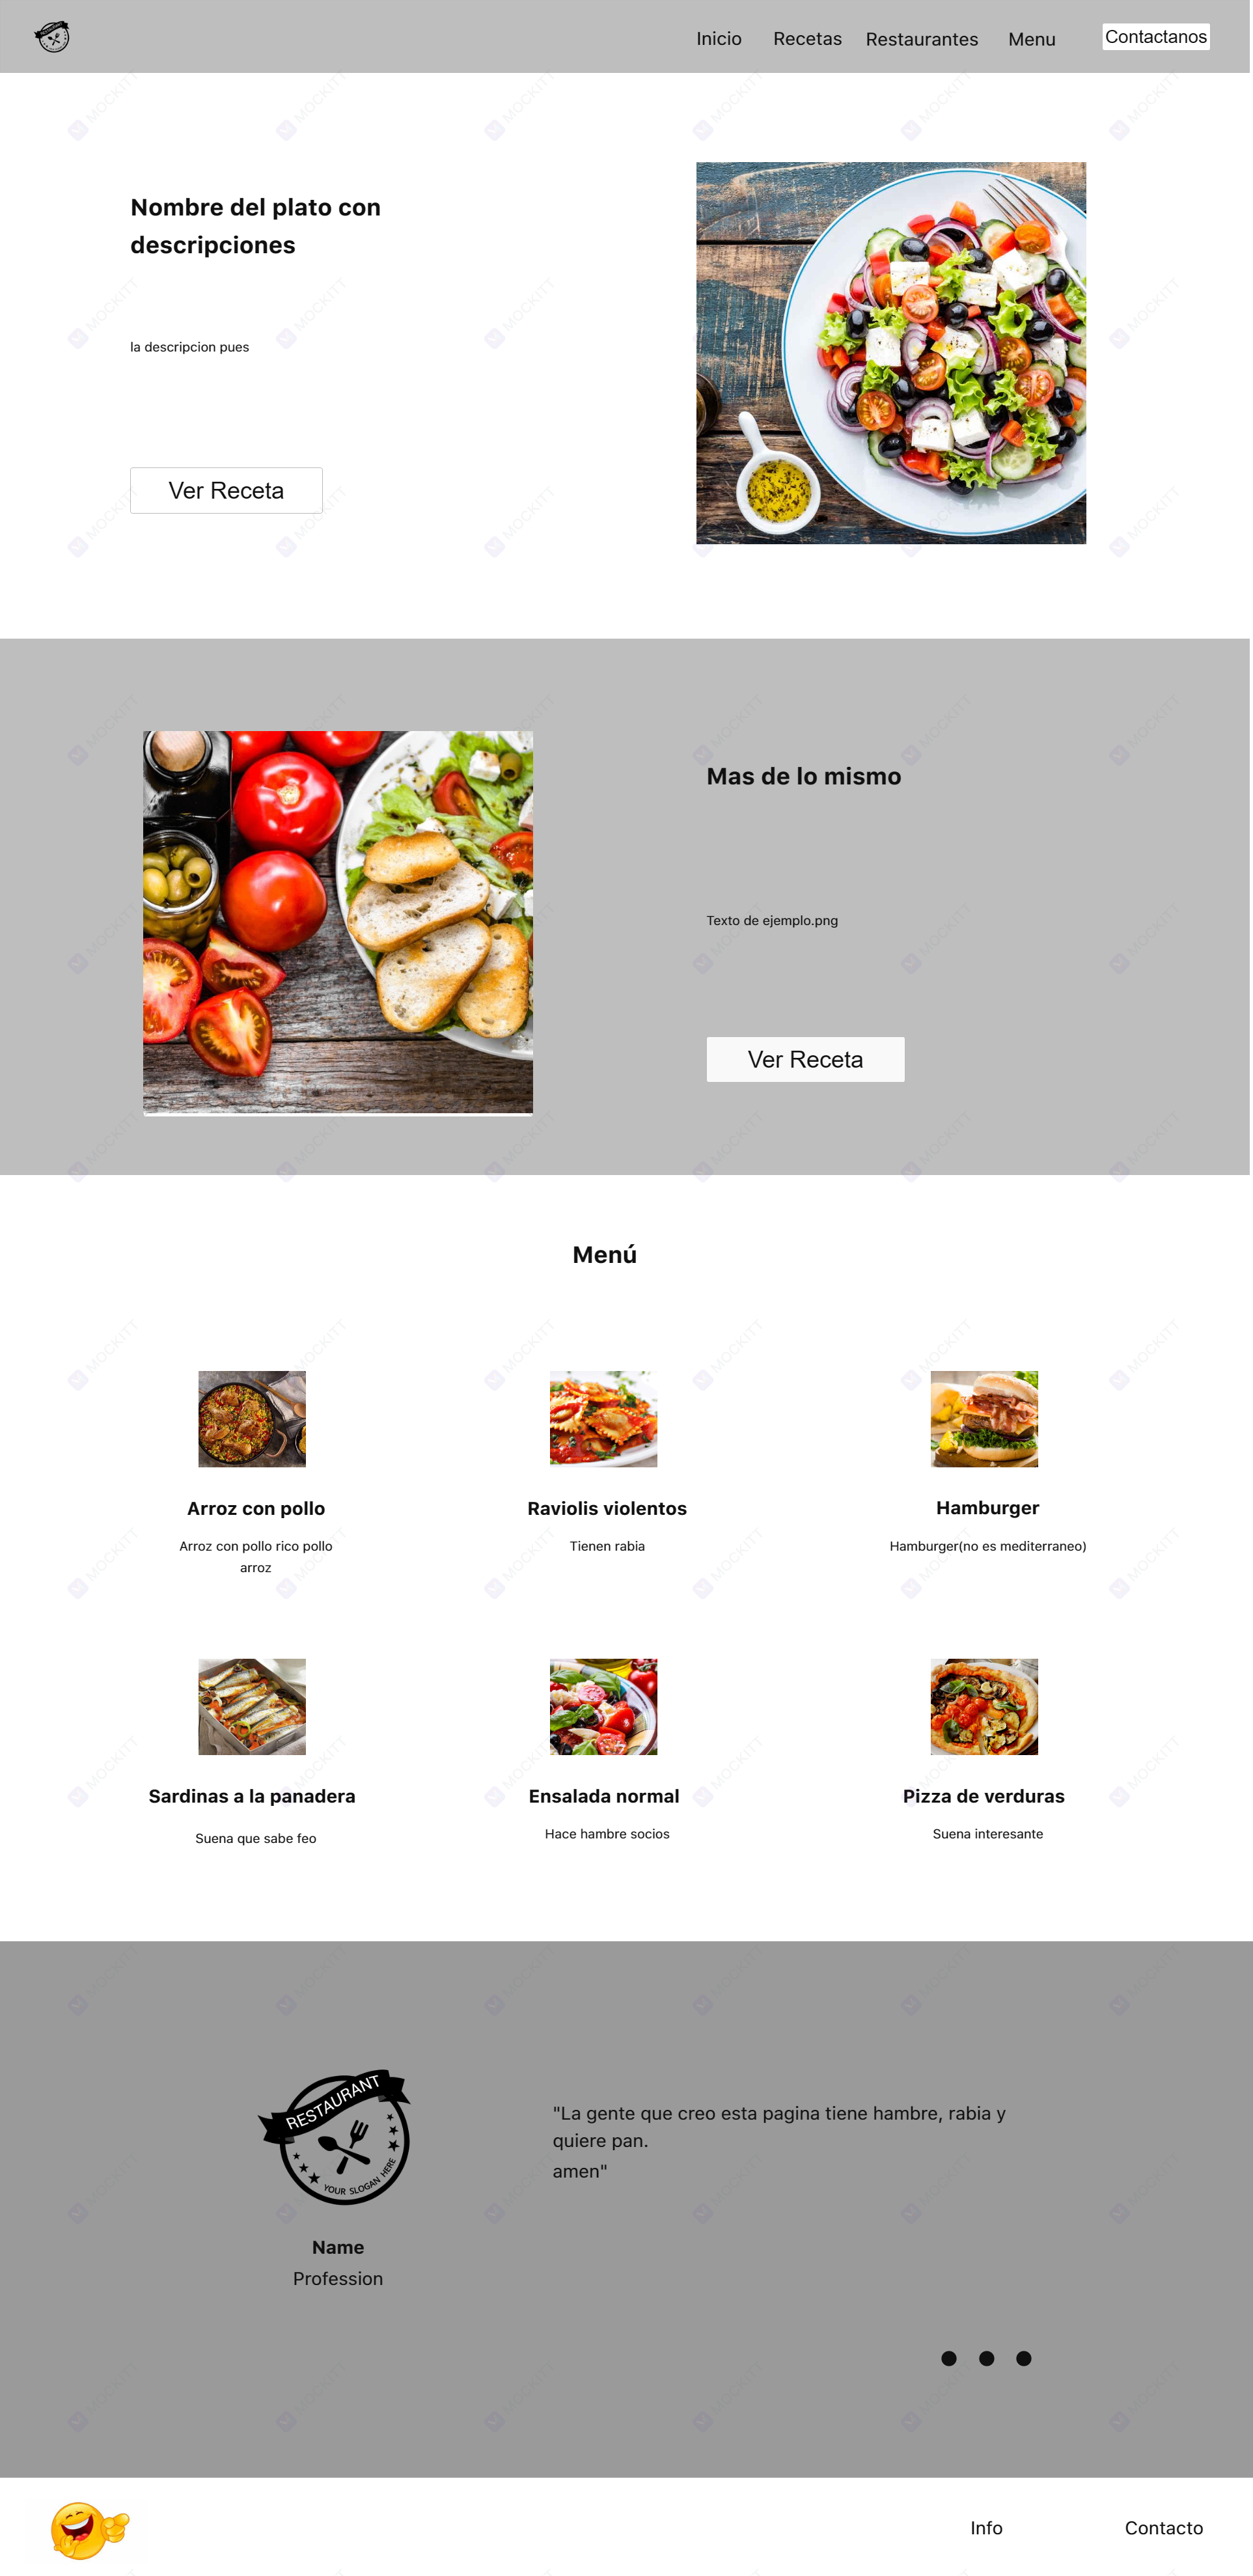 Inicio Recetas Restaurantes Menu Contactanos
Nombre del plato con
descripciones
la descripcion pues
Ver Receta
Mas de lo mismo
Texto de ejemplo.png
Ver Receta
Menú
Arroz con pollo
Arroz con pollo rico pollo
arroz
Raviolis violentos
Tienen rabia
Hamburger
Hamburger(no es mediterraneo)
Sardinas a la panadera
Suena que sabe feo
Ensalada normal
Hace hambre socios
Pizza de verduras
Suena interesante
RESTAURANT
YOUR SLOGAN HERE
Name
Profession
"La gente que creo esta pagina tiene hambre, rabia y
quiere pan.
amen"
Info Contacto
MOCKITT